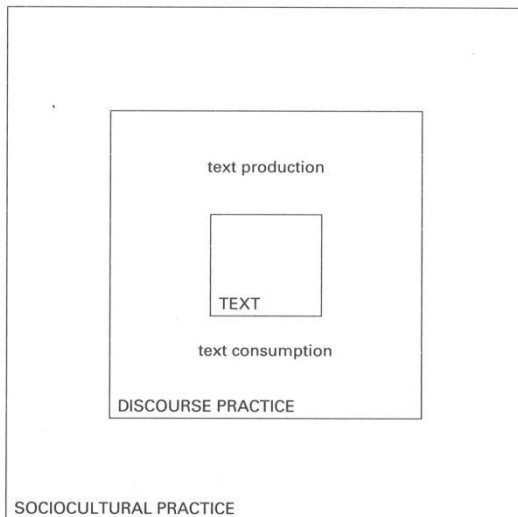 text production
TEXT
text consumption
DISCOURSE PRACTICE
SOCIOCULTURAL PRACTICE